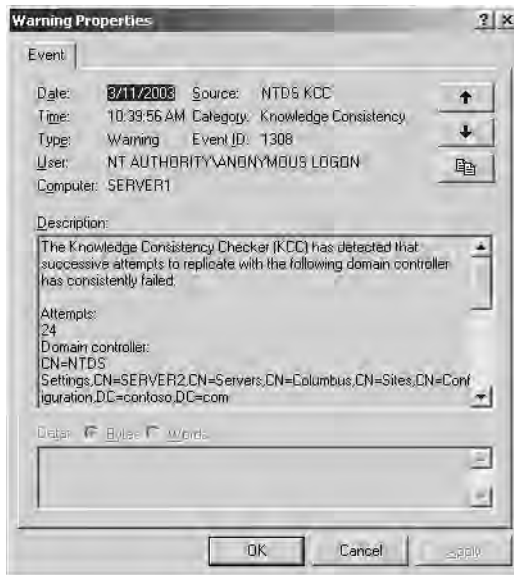 Warning Properties
Event
Date: 3/11/2003 Source: NTDS KCC
Time: 10:39:56 AM Category: Knowledge Consistency
Type: Warning Event ID: 1308
User: NT AUTHORITY\ANONYMOUS LOGON
Computer: SERVER1
Description:
The Knowledge Consistency Checker (KCC) has detected that
successive attempts to replicate with the following domain controller
has consistently failed.
Attempts:
24
Domain controller:
CN=NTDS
Settings,CN=SERVER2,CN=Servers,CN=Columbus,CN=Sites,CN=Conf
iguration,DC=contoso,DC=com
Data: Bytes Words
OK Cancel Apply